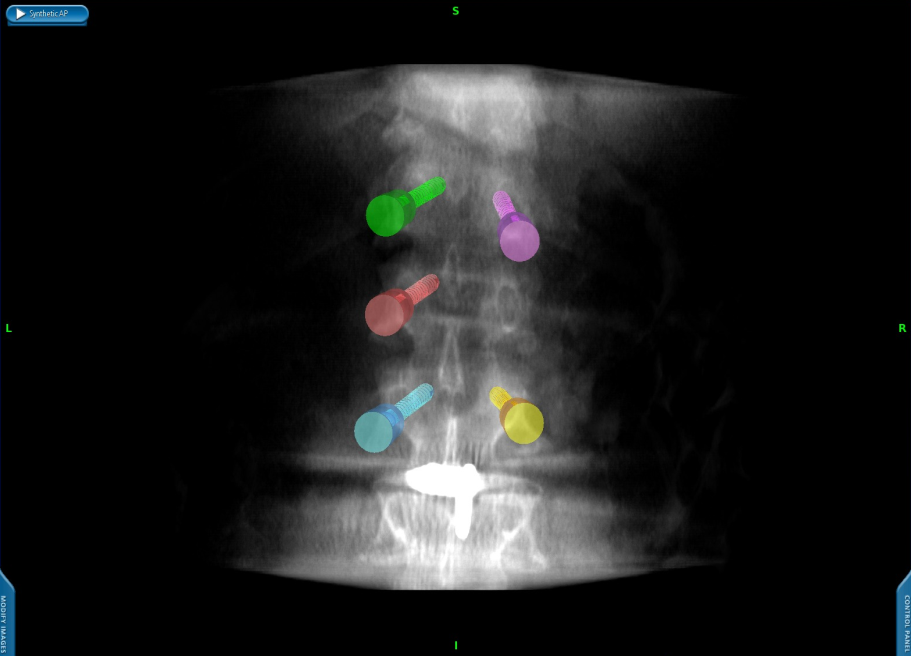 Synthetic AP
S
L
R
I
MODIFY IMAGES
CONTROL PANEL